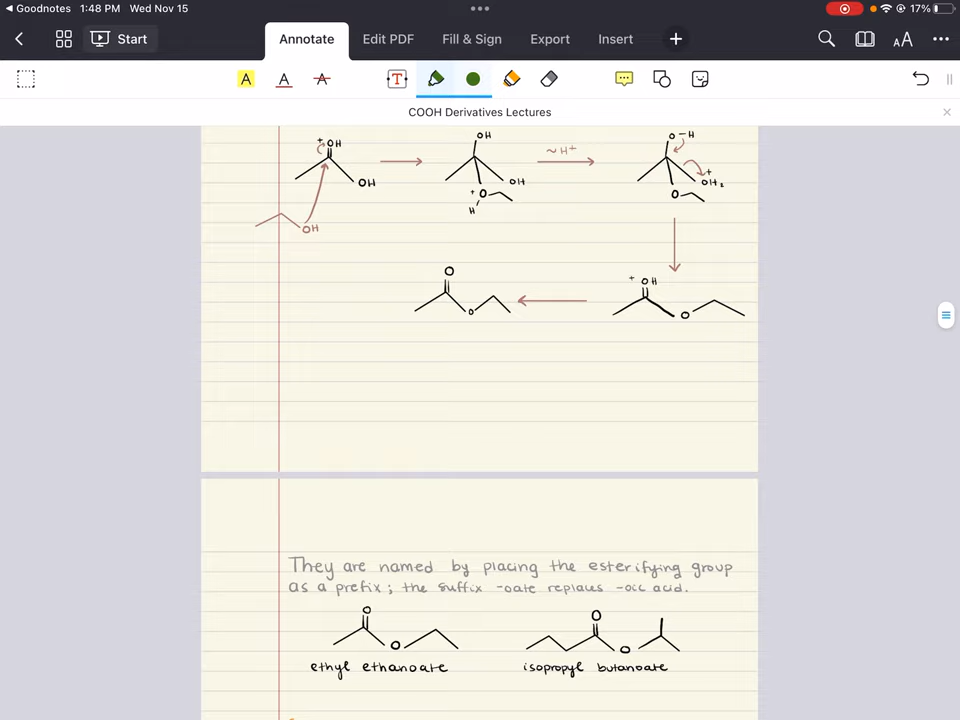 Goodnotes 1:48 PM Wed Nov 15 17%
Start Annotate Edit PDF Fill & Sign Export Insert
A A A T AA
COOH Derivatives Lectures
+ OH OH O-H
~H+
+
OH OH OH2
+ O O
H
OH
O + OH
O O
They are named by placing the esterifying group
as a prefix; the suffix -oate replaces -oic acid.
O O
O O
ethyl ethanoate isopropyl butanoate